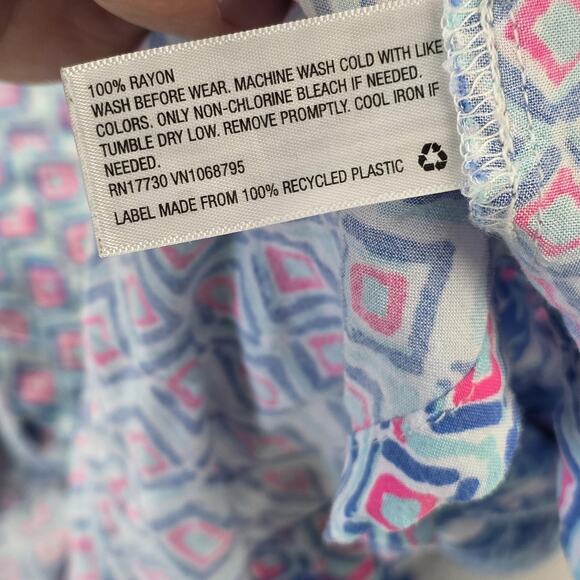 100% RAYON
WASH BEFORE WEAR. MACHINE WASH COLD WITH LIKE
COLORS. ONLY NON-CHLORINE BLEACH IF NEEDED.
TUMBLE DRY LOW. REMOVE PROMPTLY. COOL IRON IF
NEEDED.
RN17730 VN1068795
LABEL MADE FROM 100% RECYCLED PLASTIC